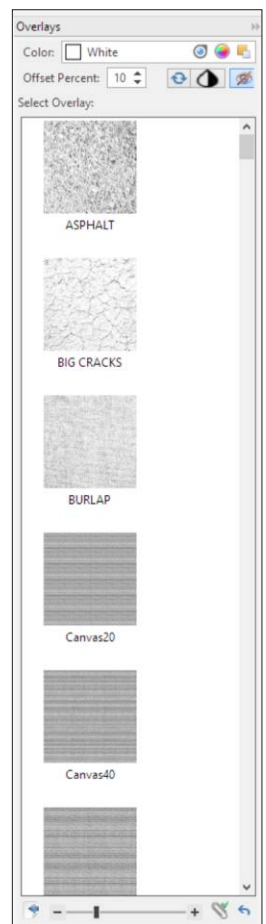 Overlays
Color: White
Offset Percent: 10
Select Overlay:
ASPHALT
BIG CRACKS
BURLAP
Canvas20
Canvas40